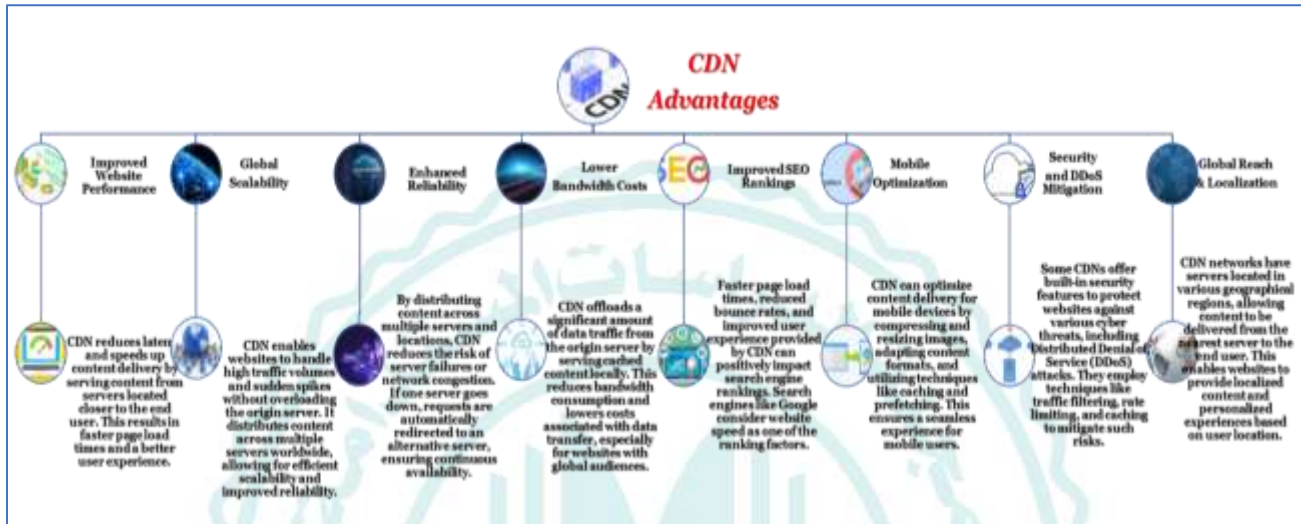 CDN
Advantages
CDN
Improved
Website
Performance
Global
Scalability
Enhanced
Reliability
Lower
Bandwidth Costs
SEO
Improved SEO
Rankings
Mobile
Optimization
Security
and DDoS
Mitigation
Global Reach
& Localization
CDN reduces laten
and speeds up
content delivery by
serving content from
servers located
closer to the end
user. This results in
faster page load
times and a better
user experience.
CDN enables
websites to handle
high traffic volumes
and sudden spikes
without overloading
the origin server. It
distributes content
across multiple
servers worldwide,
allowing for efficient
scalability and
improved reliability.
By distributing
content across
multiple servers and
locations, CDN
reduces the risk of
server failures or
network congestion.
If one server goes
down, requests are
automatically
redirected to an
alternative server,
ensuring continuous
availability.
CDN offloads a
significant amount
of data traffic from
the origin server by
serving cached
content locally. This
reduces bandwidth
consumption and
lowers costs
associated with data
transfer, especially
for websites with
global audiences.
Faster page load
times, reduced
bounce rates, and
improved user
experience provided
by CDN can
positively impact
search engine
rankings. Search
engines like Google
consider website
speed as one of the
ranking factors.
CDN can optimize
content delivery for
mobile devices by
compressing and
resizing images,
adapting content
formats, and
utilizing techniques
like caching and
prefetching. This
ensures a seamless
experience for
mobile users.
Some CDNs offer
built-in security
features to protect
websites against
various cyber
threats, including
Distributed Denial of
Service (DDoS)
attacks. They employ
techniques like
traffic filtering, rate
limiting, and caching
to mitigate such
risks.
CDN networks have
servers located in
various geographical
regions, allowing
content to be
delivered from the
nearest server to the
end user. This
enables websites to
provide localized
content and
personalized
experiences based
on user location.